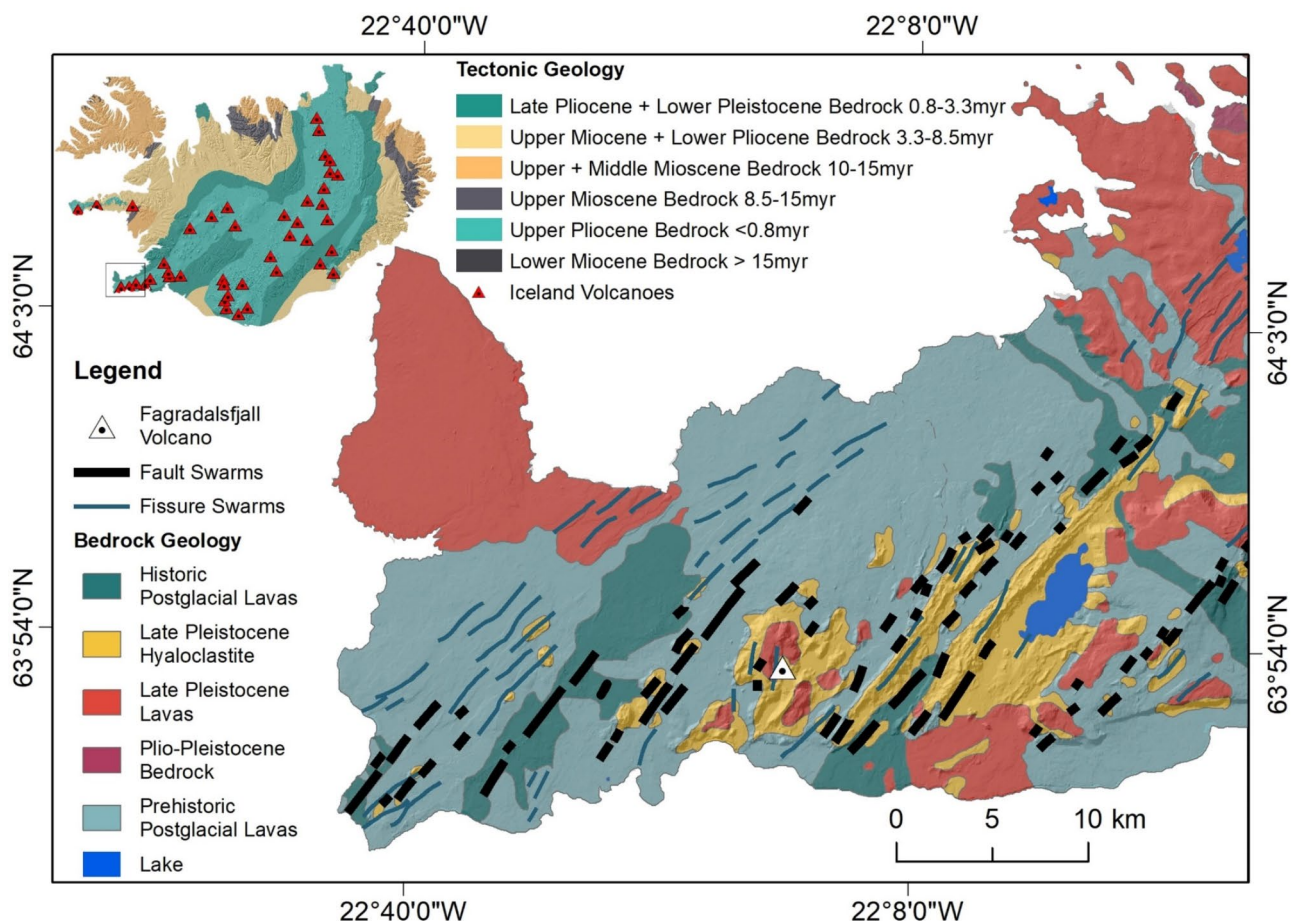 22°40'0"W
22°8'0"W
Tectonic Geology
Late Pliocene + Lower Pleistocene Bedrock 0.8-3.3myr
Upper Miocene + Lower Pliocene Bedrock 3.3-8.5myr
Upper + Middle Mioscene Bedrock 10-15myr
Upper Mioscene Bedrock 8.5-15myr
Upper Pliocene Bedrock <0.8myr
Lower Miocene Bedrock > 15myr
Iceland Volcanoes
64°3'0"N
64°3'0"N
Legend
Fagradalsfjall
Volcano
Fault Swarms
Fissure Swarms
Bedrock Geology
Historic
Postglacial Lavas
Late Pleistocene
Hyaloclastite
Late Pleistocene
Lavas
Plio-Pleistocene
Bedrock
Prehistoric
Postglacial Lavas
Lake
63°54'0"N
63°54'0"N
0 5 10 km
22°40'0"W
22°8'0"W